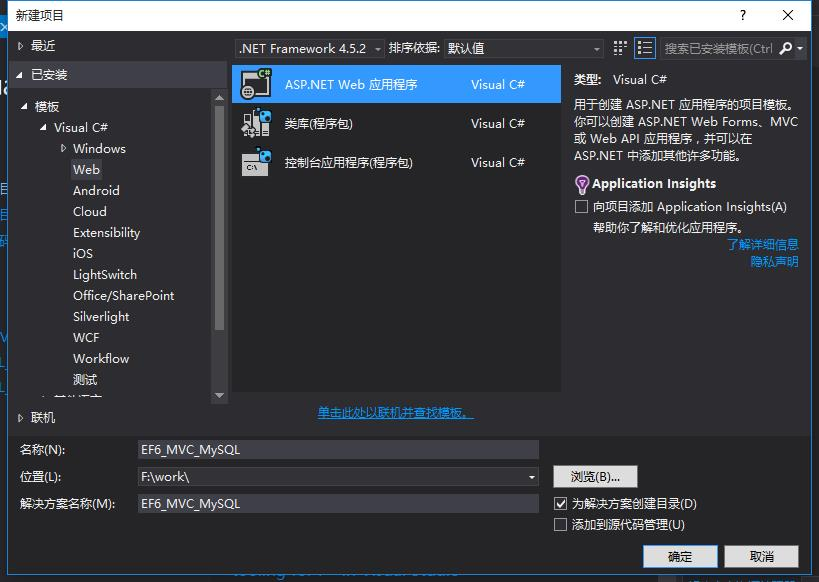 新建项目
?
最近
.NET Framework 4.5.2
排序依据:
默认值
搜索已安装模板(Ctrl
已安装
模板
Visual C#
Windows
Web
Android
Cloud
Extensibility
iOS
LightSwitch
Office/SharePoint
Silverlight
WCF
Workflow
测试
联机
ASP.NET Web 应用程序 Visual C#
类库(程序包) Visual C#
控制台应用程序(程序包) Visual C#
单击此处以联机并查找模板。
类型: Visual C#
用于创建 ASP.NET 应用程序的项目模板。
你可以创建 ASP.NET Web Forms、MVC
或 Web API 应用程序，并可以在
ASP.NET 中添加其他许多功能。
Application Insights
向项目添加 Application Insights(A)
帮助你了解和优化应用程序。
了解详细信息
隐私声明
名称(N): EF6_MVC_MySQL
位置(L): F:\work\
浏览(B)...
解决方案名称(M): EF6_MVC_MySQL
为解决方案创建目录(D)
添加到源代码管理(U)
确定
取消